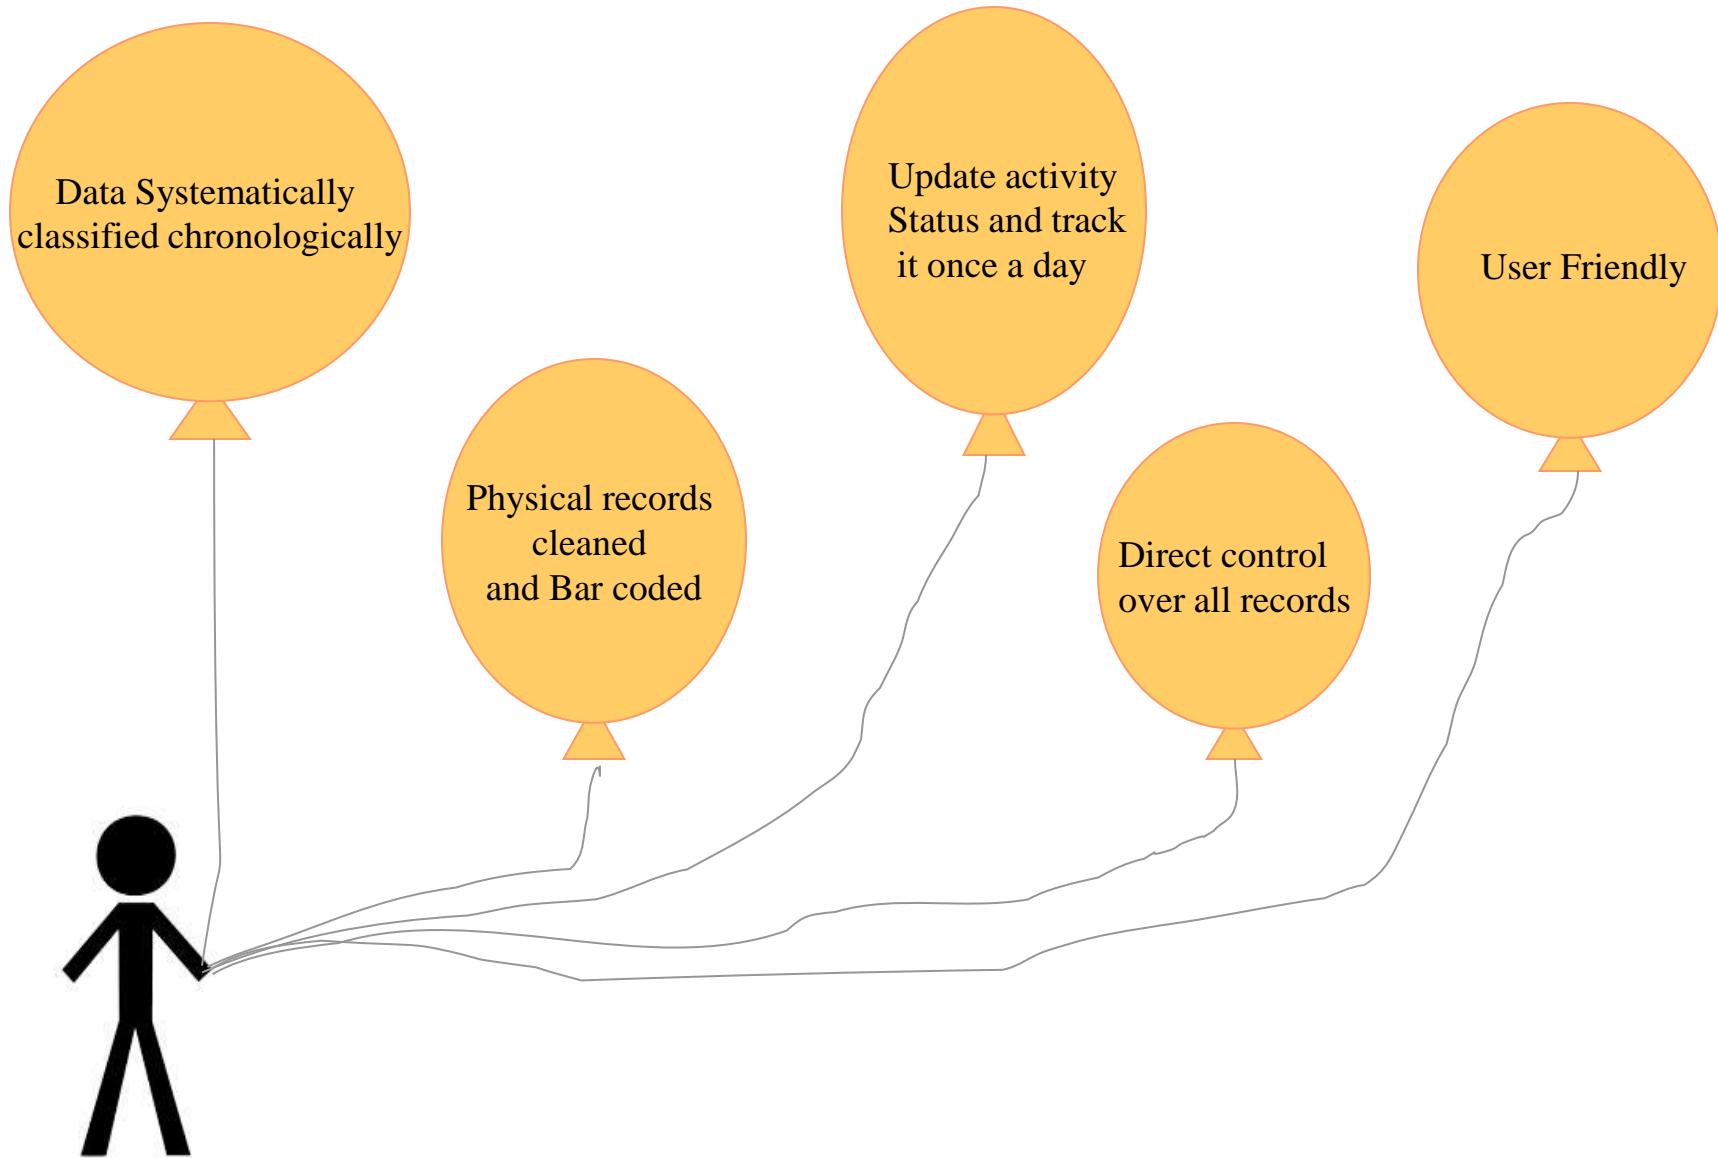 Data Systematically
classified chronologically
Physical records
cleaned
and Bar coded
Update activity
Status and track
it once a day
Direct control
over all records
User Friendly